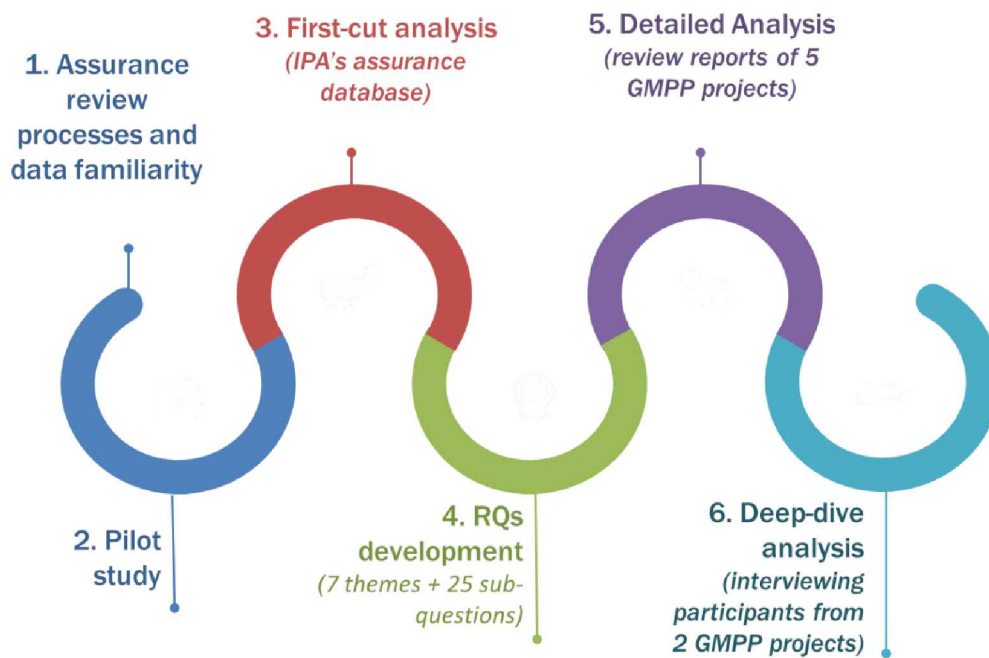 1. Assurance
review
processes and
data familiarity
2. Pilot
study
3. First-cut analysis
(IPA's assurance
database)
4. RQs
development
(7 themes + 25 sub-
questions)
5. Detailed Analysis
(review reports of 5
GMPP projects)
6. Deep-dive
analysis
(interviewing
participants from
2 GMPP projects)